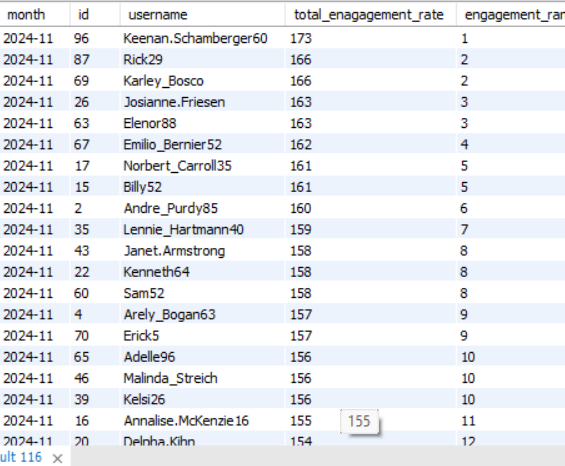 month id username total_enagagement_rate engagement_ran
2024-11 96 Keenan.Schamberger60 173 1
2024-11 87 Rick29 166 2
2024-11 69 Karley_Bosco 166 2
2024-11 26 Josianne.Friesen 163 3
2024-11 63 Elenor88 163 3
2024-11 67 Emilio_Bernier52 162 4
2024-11 17 Norbert_Carroll35 161 5
2024-11 15 Billy52 161 5
2024-11 2 Andre_Purdy85 160 6
2024-11 35 Lennie_Hartmann40 159 7
2024-11 43 Janet.Armstrong 158 8
2024-11 22 Kenneth64 158 8
2024-11 60 Sam52 158 8
2024-11 4 Arely_Bogan63 157 9
2024-11 70 Erick5 157 9
2024-11 65 Adelle96 156 10
2024-11 46 Malinda_Streich 156 10
2024-11 39 Kelsi26 156 10
2024-11 16 Annalise.McKenzie16 155 155 11
2024-11 20 Delpha.Kihn 154 12
ult 116